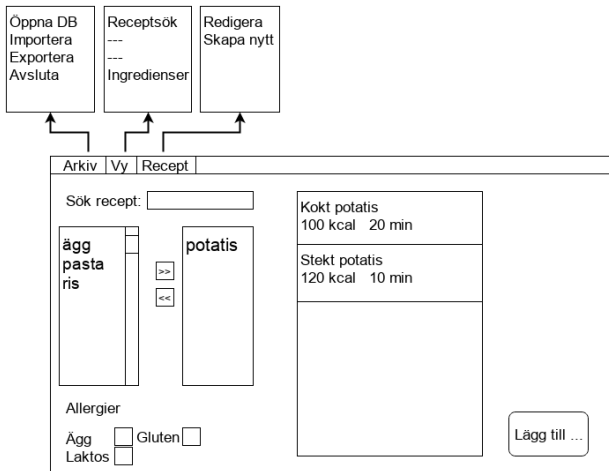 Öppna DB
Importera
Exportera
Avsluta
Receptsök
---
---
Ingredienser
Redigera
Skapa nytt
Arkiv Vy Recept
Sök recept:
ägg
pasta
ris
>>
<<
potatis
Kokt potatis
100 kcal 20 min
Stekt potatis
120 kcal 10 min
Allergier
Ägg Gluten
Laktos
Lägg till ...